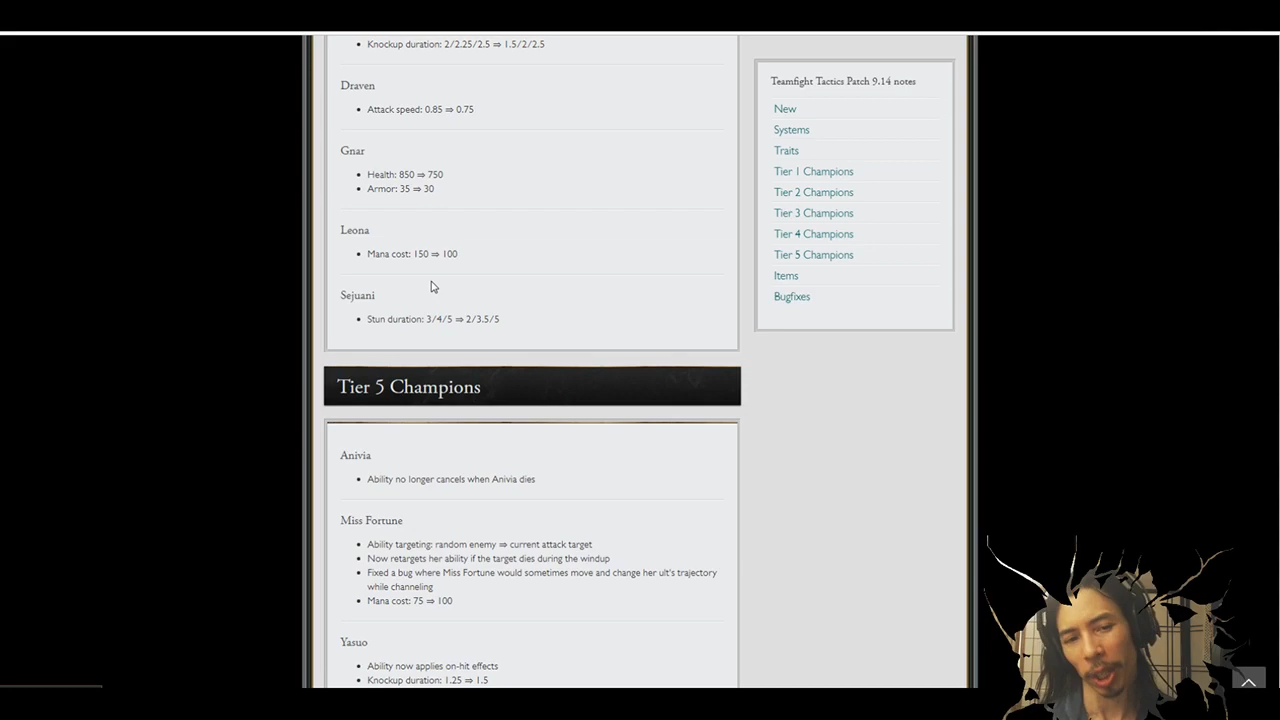 Knockup duration: 2/2.25/2.5 ⇒ 1.5/2/2.5
Draven
Attack speed: 0.85 ⇒ 0.75
Gnar
Health: 850 ⇒ 750
Armor: 35 ⇒ 30
Leona
Mana cost: 150 ⇒ 100
Sejuani
Stun duration: 3/4/5 ⇒ 2/3.5/5
Tier 5 Champions
Anivia
Ability no longer cancels when Anivia dies
Miss Fortune
Ability targeting: random enemy ⇒ current attack target
Now retargets her ability if the target dies during the windup
Fixed a bug where Miss Fortune would sometimes move and change her ult's trajectory
while channeling
Mana cost: 75 ⇒ 100
Yasuo
Ability now applies on-hit effects
Knockup duration: 1.25 ⇒ 1.5
Teamfight Tactics Patch 9.14 notes
New
Systems
Traits
Tier 1 Champions
Tier 2 Champions
Tier 3 Champions
Tier 4 Champions
Tier 5 Champions
Items
Bugfixes